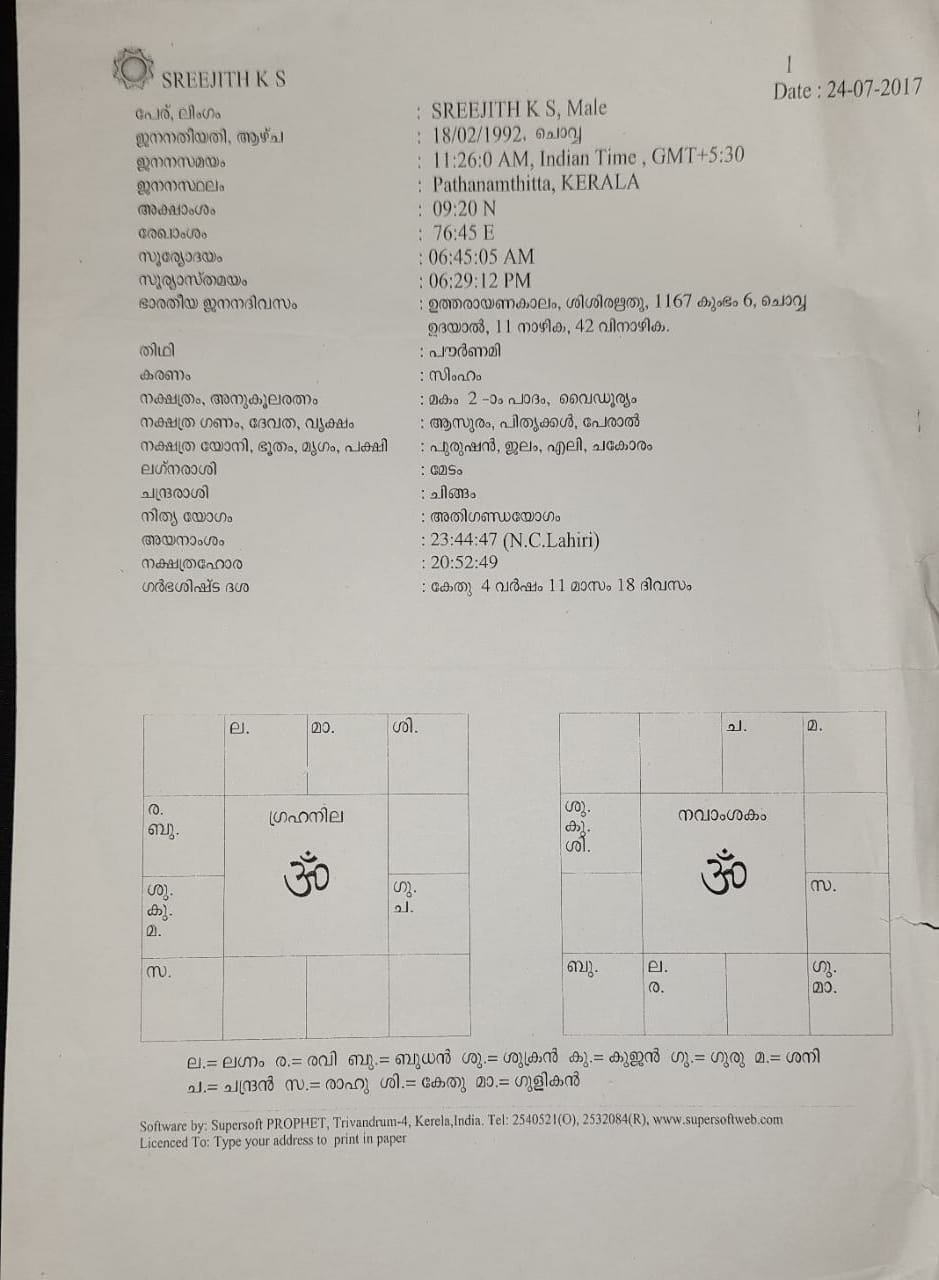 SREEJITH K S
1
Date : 24-07-2017
പേര്, ലിംഗം : SREEJITH K S, Male
ജനനതിയതി, ആഴ്ച : 18/02/1992, ചൊവ്വ
ജനനസമയം : 11:26:0 AM, Indian Time , GMT+5:30
ജനനസ്ഥലം : Pathanamthitta, KERALA
അക്ഷാംശം : 09:20 N
രേഖാംശം : 76:45 E
സൂര്യോദയം : 06:45:05 AM
സൂര്യാസ്തമയം : 06:29:12 PM
ഭാരതീയ ജനനദിവസം : ഉത്തരായണകാലം, ശിശിരഋതു, 1167 കുംഭം 6, ചൊവ്വ
ഉദയാൽ, 11 നാഴിക, 42 വിനാഴിക.
തിഥി : പൗർണമി
കരണം : സിംഹം
നക്ഷത്രം, അനുകൂലരത്നം : മകം 2 -ാം പാദം, വൈഡൂര്യം
നക്ഷത്ര ഗണം, ദേവത, വൃക്ഷം : ആസുരം, പിതൃക്കൾ, പേരാൽ
നക്ഷത്ര യോനി, ഭൂതം, മൃഗം, പക്ഷി : പുരുഷൻ, ജലം, എലി, ചകോരം
ലഗ്നരാശി : മേടം
ചന്ദ്രരാശി : ചിങ്ങം
നിത്യ യോഗം : അതിഗണ്ഡയോഗം
അയനാംശം : 23:44:47 (N.C.Lahiri)
നക്ഷത്രഹോര : 20:52:49
ഗർഭശിഷ്ട ദശ : കേതു 4 വർഷം 11 മാസം 18 ദിവസം
ല. മാ. ശി.
ര.
ബു.
ഗ്രഹനില
ॐ
ശു.
കു.
മ.
ഗു.
ച.
സ.
ച. മ.
ശു.
കു.
ശി.
നവാംശകം
ॐ
സ.
ബു. ല.
ര.
ഗു.
മാ.
ല.= ലഗ്നം ര.= രവി ബു.= ബുധൻ ശു.= ശുക്രൻ കു.= കുജൻ ഗു.= ഗുരു മ.= ശനി
ച.= ചന്ദ്രൻ സ.= രാഹു ശി.= കേതു മാ.= ഗുളികൻ
Software by: Supersoft PROPHET, Trivandrum-4, Kerela,India. Tel: 2540521(O), 2532084(R), www.supersoftweb.com
Licenced To: Type your address to print in paper